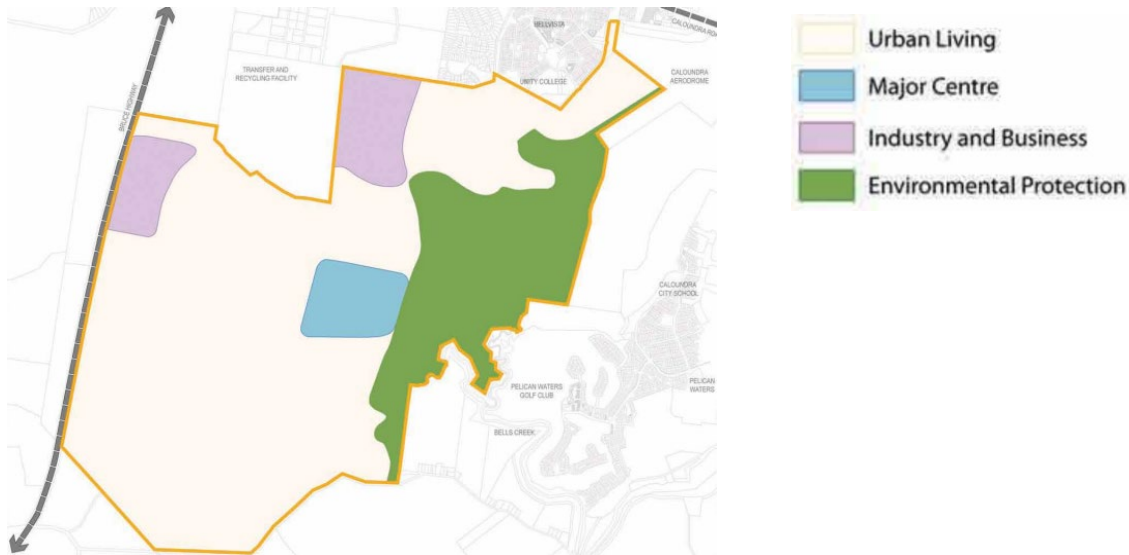 BELLVISTA
CALOUNDRA ROAD
TRANSFER AND
RECYCLING FACILITY
UNITY COLLEGE
CALOUNDRA
AERODROME
BRUCE HIGHWAY
CALOUNDRA
CITY SCHOOL
PELICAN WATERS
GOLF CLUB
PELICAN
WATERS
BELLS CREEK
Urban Living
Major Centre
Industry and Business
Environmental Protection